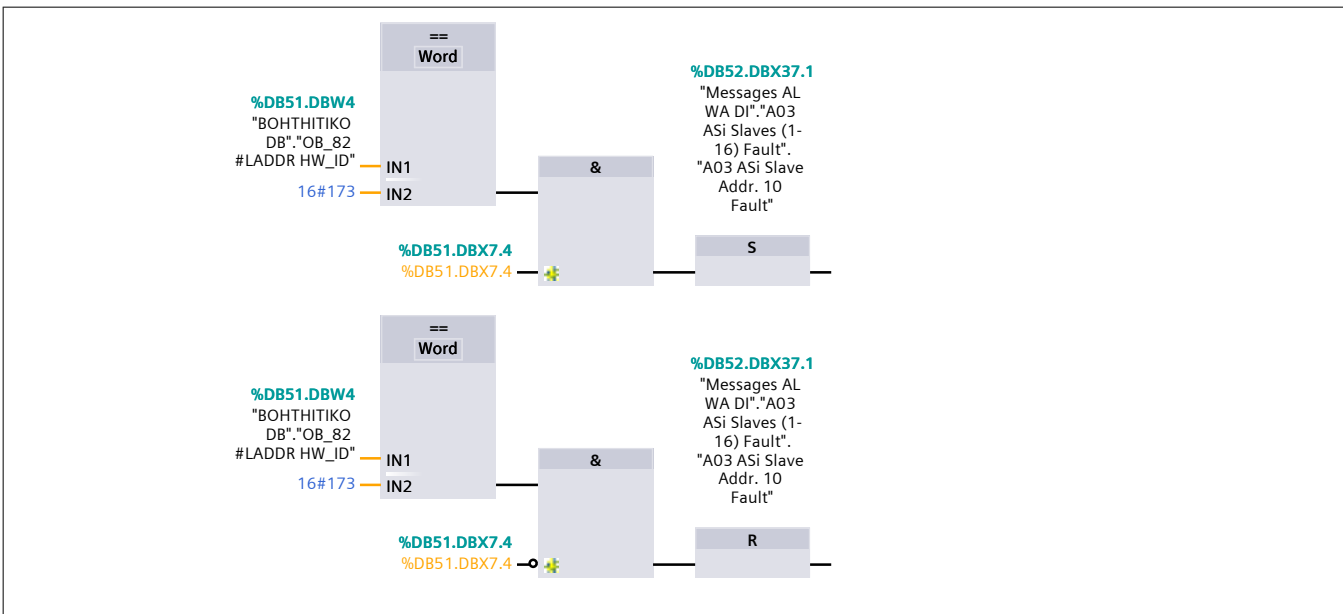 ==
Word
%DB51.DBW4
"BOHTHITIKO
DB"."OB_82
#LADDR HW_ID"
IN1
16#173
IN2
&
%DB51.DBX7.4
%DB51.DBX7.4
%DB52.DBX37.1
"Messages AL
WA DI"."A03
ASi Slaves (1-
16) Fault".
"A03 ASi Slave
Addr. 10
Fault"
S
==
Word
%DB51.DBW4
"BOHTHITIKO
DB"."OB_82
#LADDR HW_ID"
IN1
16#173
IN2
&
%DB51.DBX7.4
%DB51.DBX7.4
%DB52.DBX37.1
"Messages AL
WA DI"."A03
ASi Slaves (1-
16) Fault".
"A03 ASi Slave
Addr. 10
Fault"
R